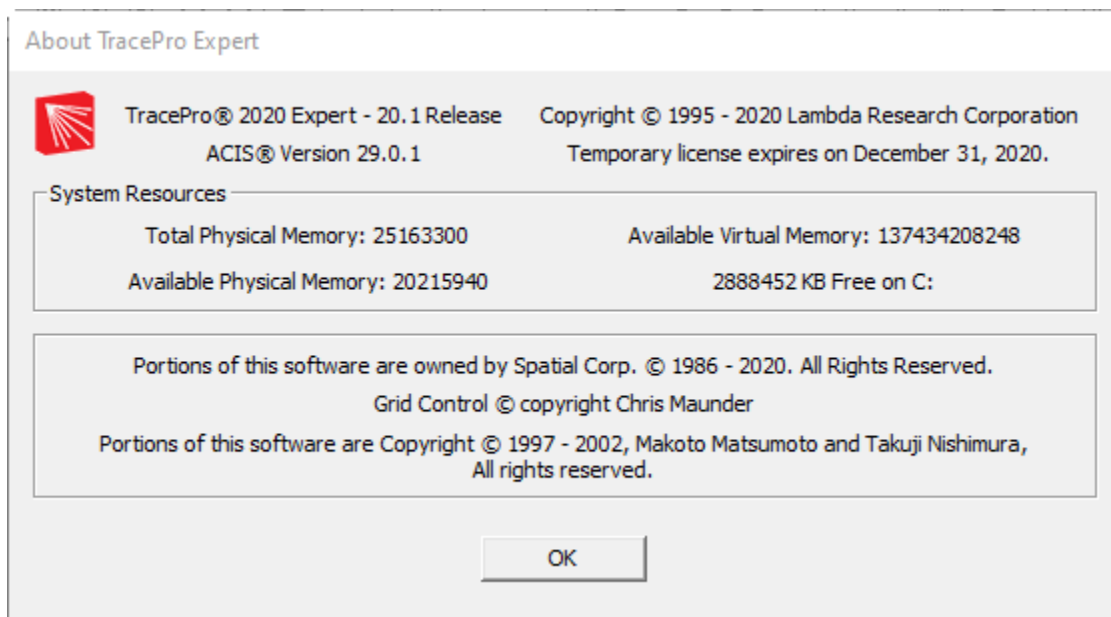 About TracePro Expert
TracePro® 2020 Expert - 20.1 Release
Copyright © 1995 - 2020 Lambda Research Corporation
ACIS® Version 29.0.1
Temporary license expires on December 31, 2020.
System Resources
Total Physical Memory: 25163300
Available Virtual Memory: 137434208248
Available Physical Memory: 20215940
2888452 KB Free on C:
Portions of this software are owned by Spatial Corp. © 1986 - 2020. All Rights Reserved.
Grid Control © copyright Chris Maunder
Portions of this software are Copyright © 1997 - 2002, Makoto Matsumoto and Takuji Nishimura,
All rights reserved.
OK